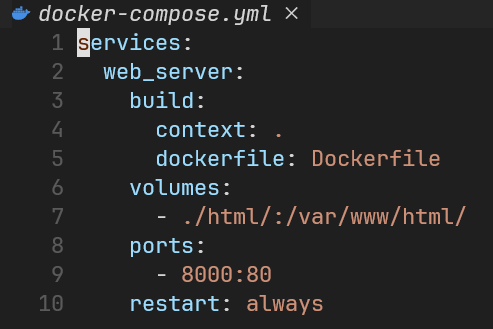 docker-compose.yml ×
1 services:
2   web_server:
3     build:
4       context: .
5       dockerfile: Dockerfile
6     volumes:
7       - ./html/:/var/www/html/
8     ports:
9       - 8000:80
10     restart: always